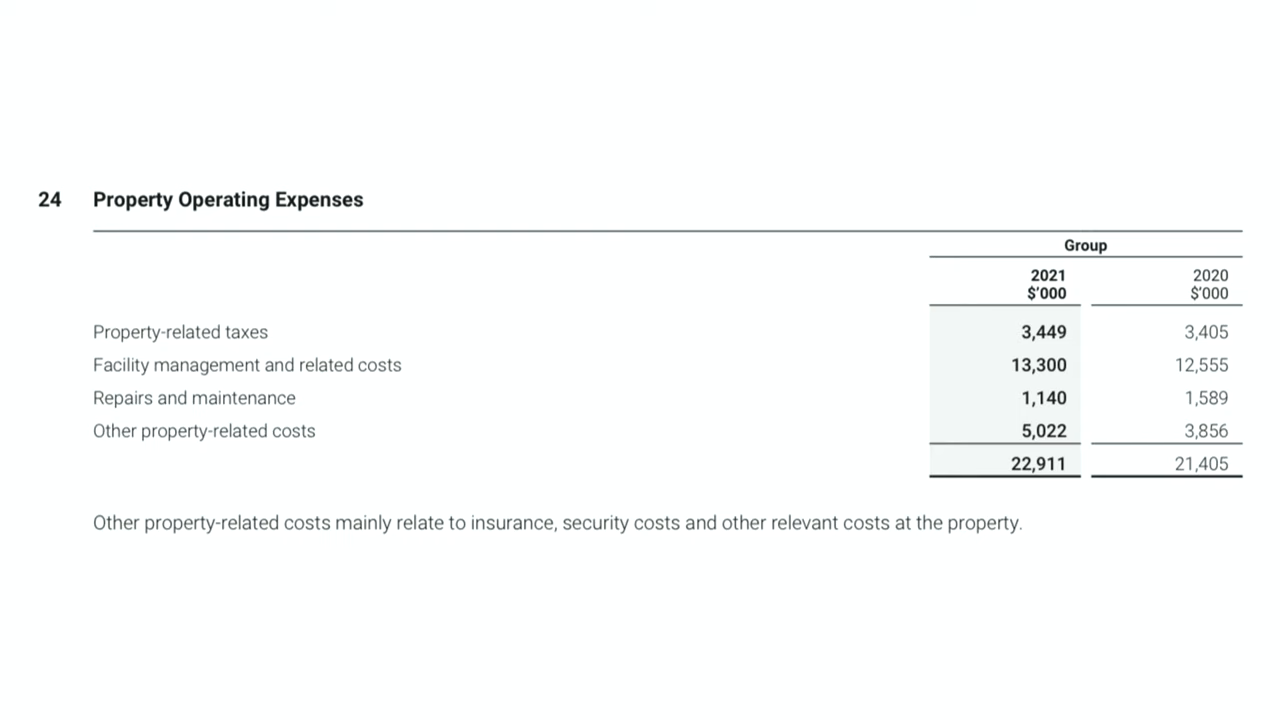 24 Property Operating Expenses
Group
2021 2020
$'000 $'000
Property-related taxes 3,449 3,405
Facility management and related costs 13,300 12,555
Repairs and maintenance 1,140 1,589
Other property-related costs 5,022 3,856
22,911 21,405
Other property-related costs mainly relate to insurance, security costs and other relevant costs at the property.